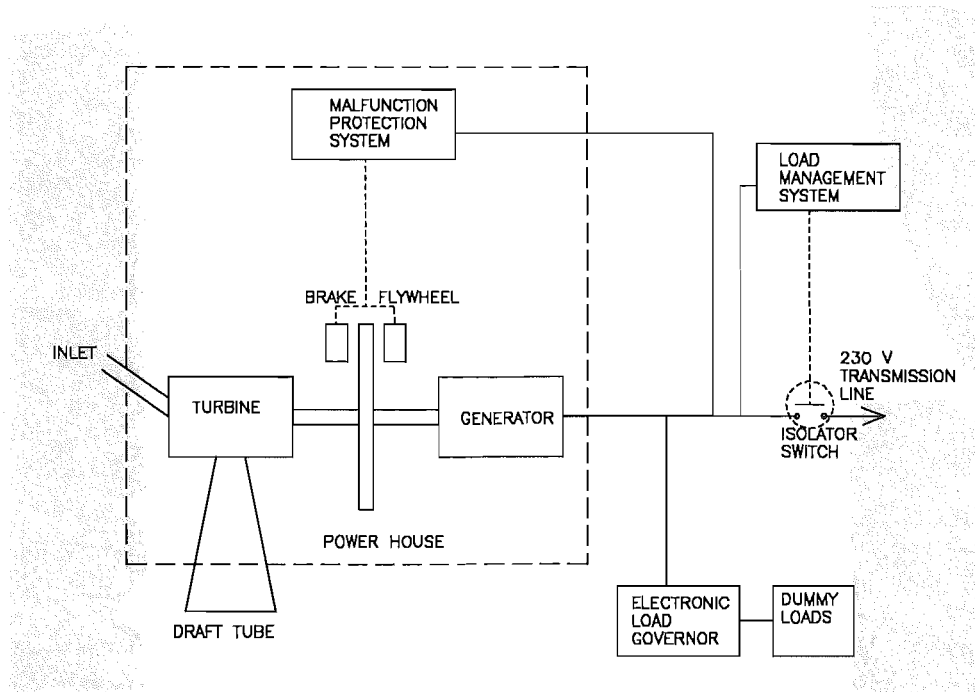 MALFUNCTION
PROTECTION
SYSTEM
LOAD
MANAGEMENT
SYSTEM
BRAKE
FLYWHEEL
INLET
TURBINE
GENERATOR
230 V
TRANSMISSION
LINE
ISOLATOR
SWITCH
POWER HOUSE
DRAFT TUBE
ELECTRONIC
LOAD
GOVERNOR
DUMMY
LOADS